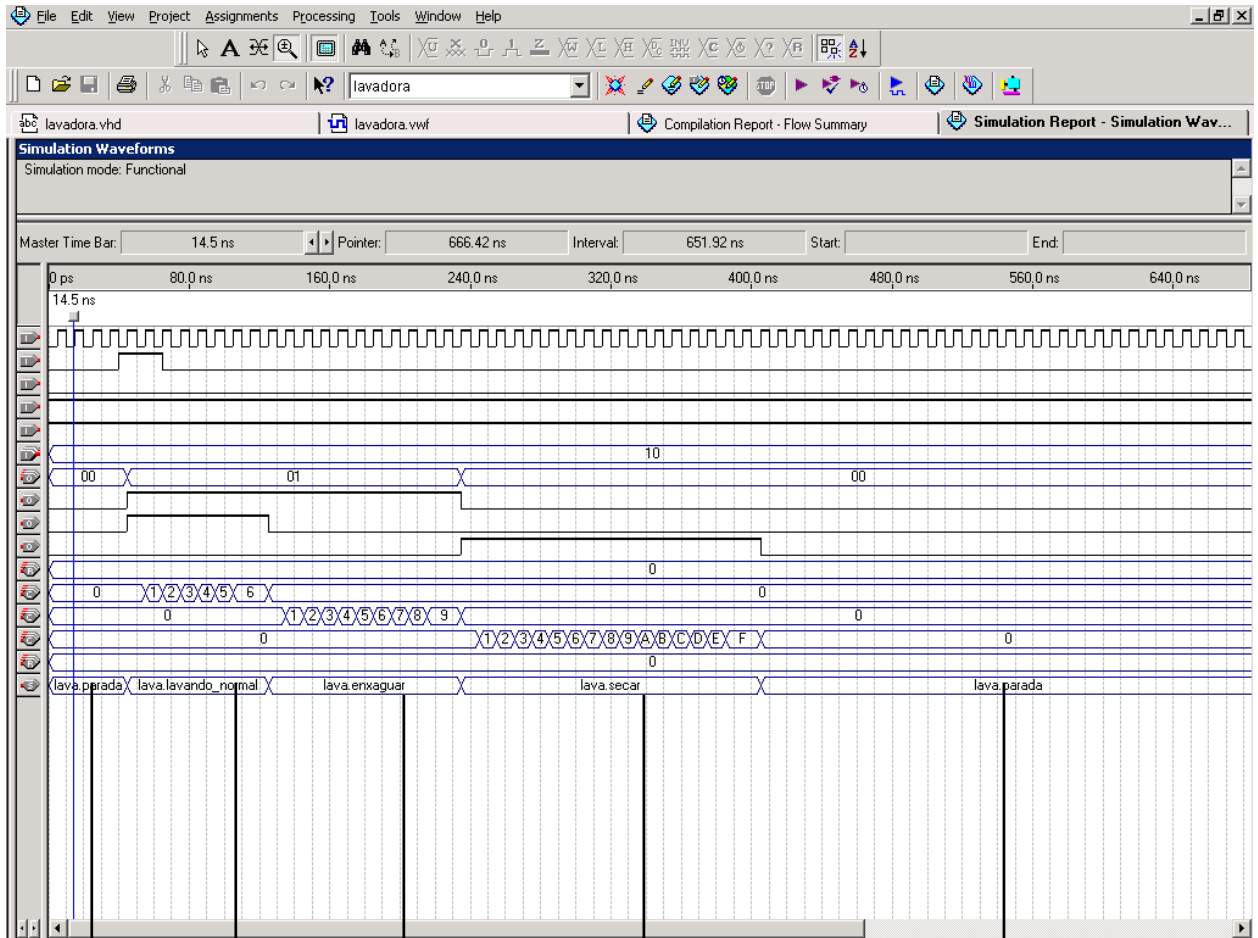 File Edit View Project Assignments Processing Tools Window Help
lavadora
lavadora.vhd lavadora.vwf Compilation Report - Flow Summary Simulation Report - Simulation Wav...
Simulation Waveforms
Simulation mode: Functional
Master Time Bar: 14.5 ns Pointer: 666.42 ns Interval: 651.92 ns Start: End:
0 ps 80.0 ns 160.0 ns 240.0 ns 320.0 ns 400.0 ns 480.0 ns 560.0 ns 640.0 ns
14.5 ns
10
00 01 00
0
0 1 2 3 4 5 6 0
0 1 2 3 4 5 6 7 8 9 0
0 1 2 3 4 5 6 7 8 9 A B C D E F 0
0
lava.parada lava.lavando_normal lava.enxaguar lava.secar lava.parada